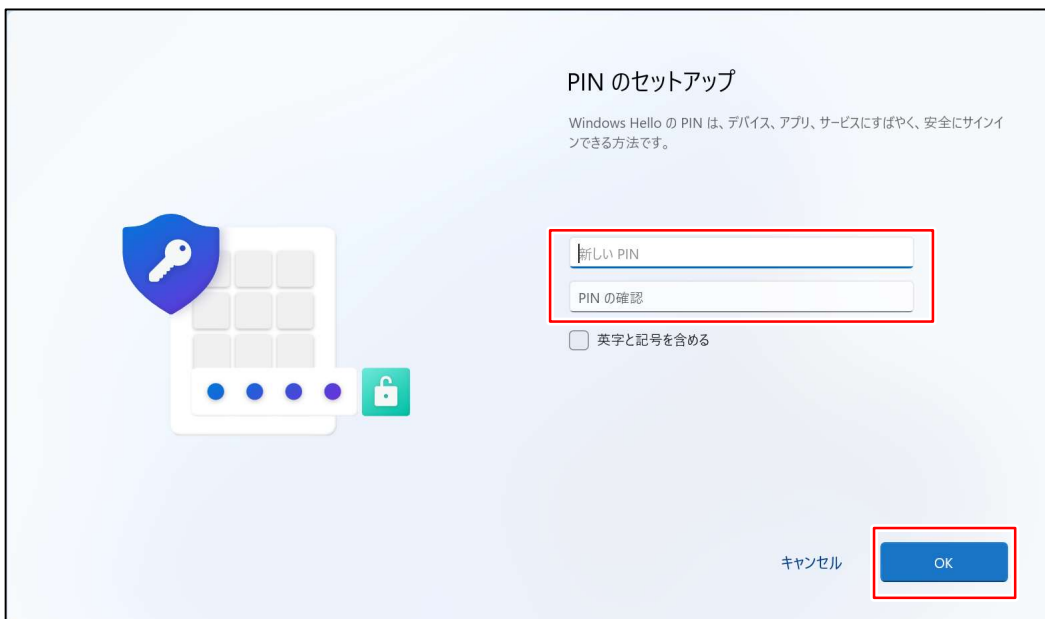 PIN のセットアップ
Windows Hello の PIN は、デバイス、アプリ、サービスにすばやく、安全にサインイ
ンできる方法です。
新しい PIN
PIN の確認
英字と記号を含める
キャンセル
OK